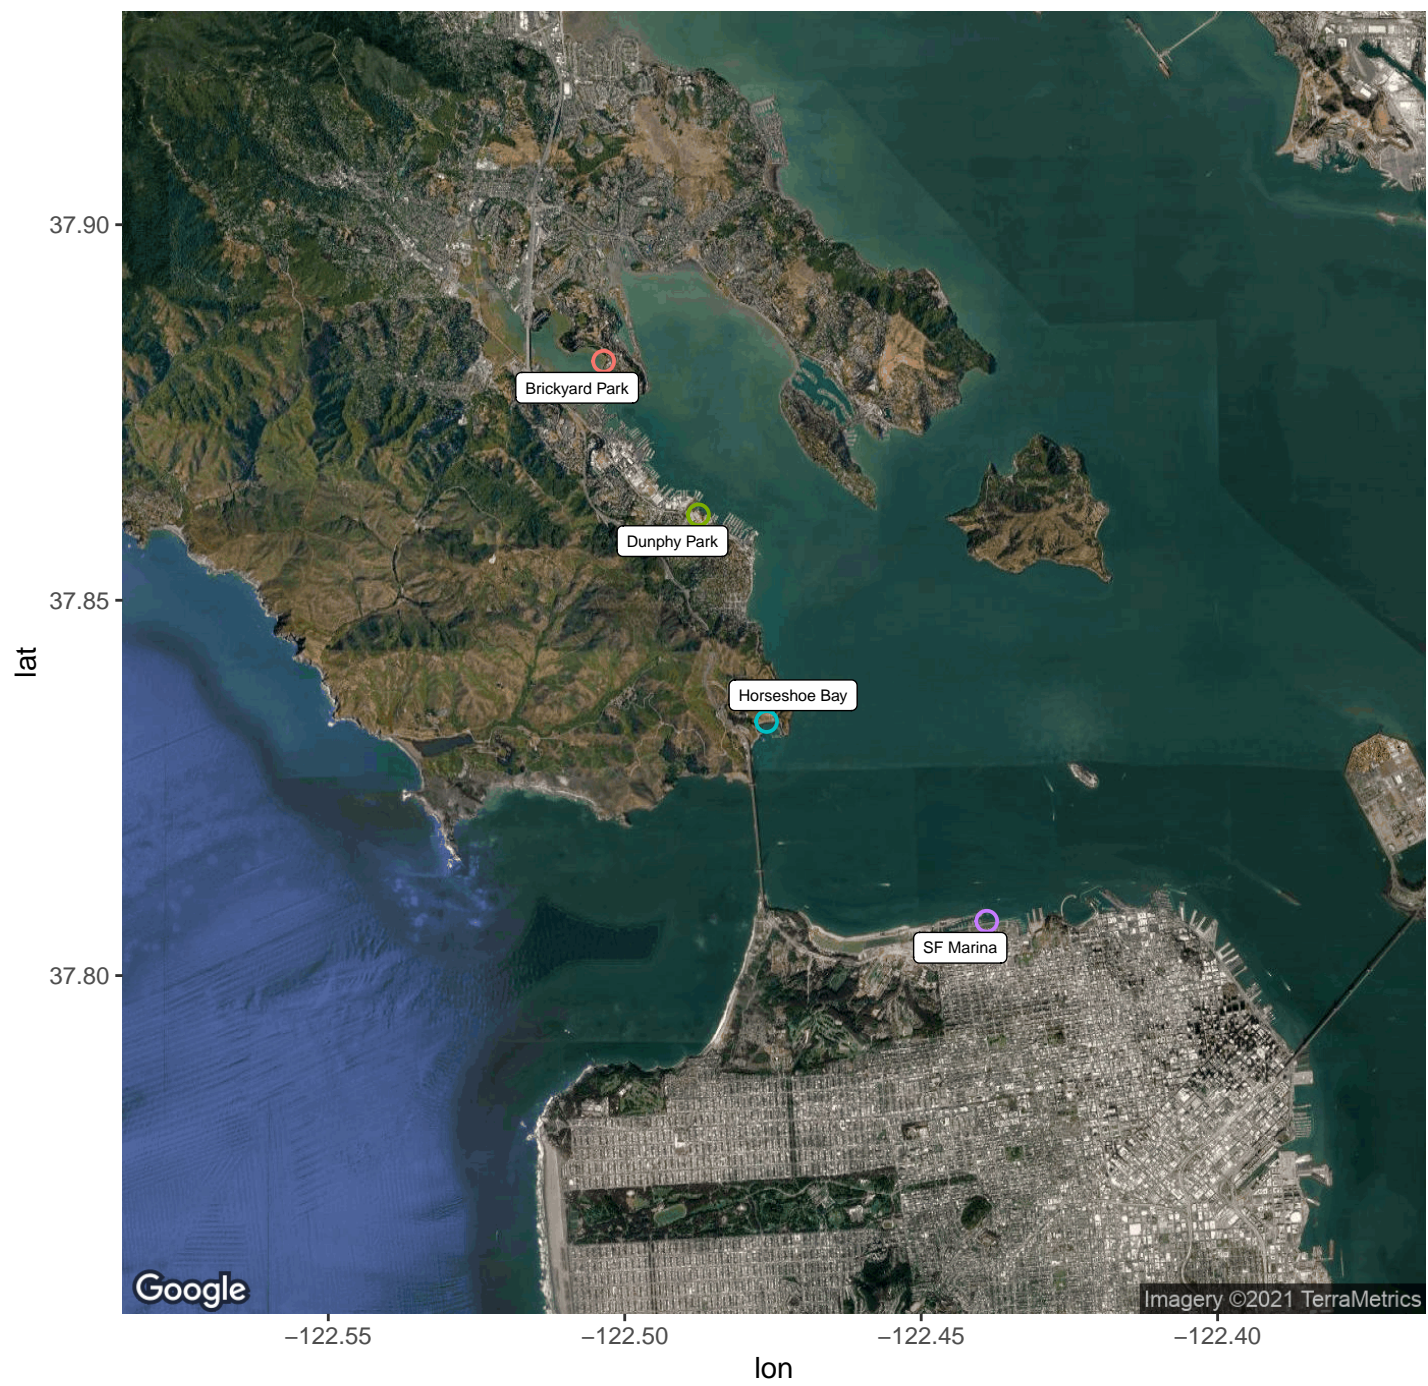 37.90
Brickyard Park
Dunphy Park
37.85
lat
Horseshoe Bay
SF Marina
37.80
Google
Imagery ©2021 TerraMetrics
−122.55
−122.50
−122.45
−122.40
lon